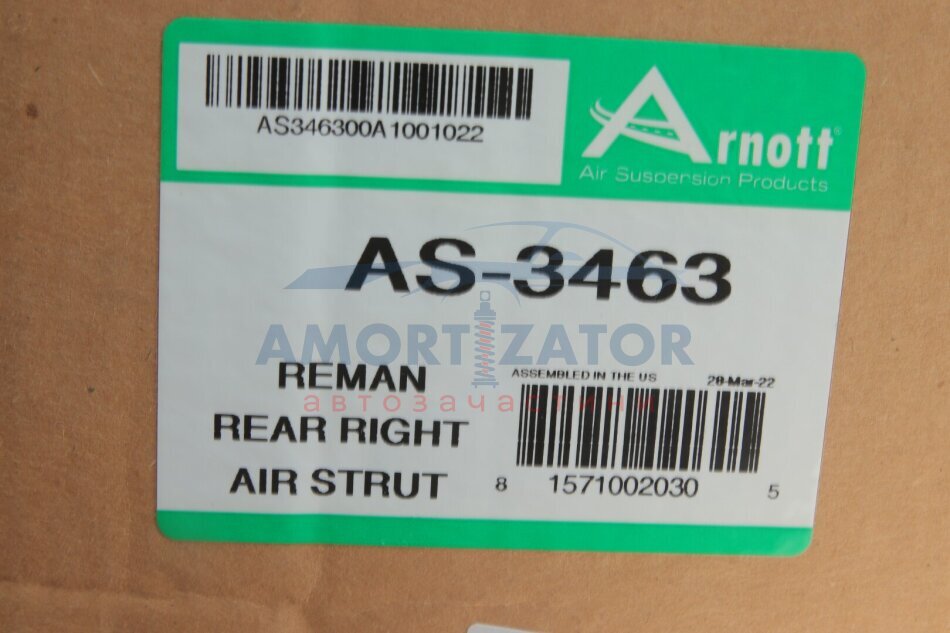 AS346300A1001022
Arnott®
Air Suspension Products
AS-3463
AMORTIZATOR
автозачастини
REMAN
REAR RIGHT
AIR STRUT
ASSEMBLED IN THE US 28-Mar-22
8 1571002030 5